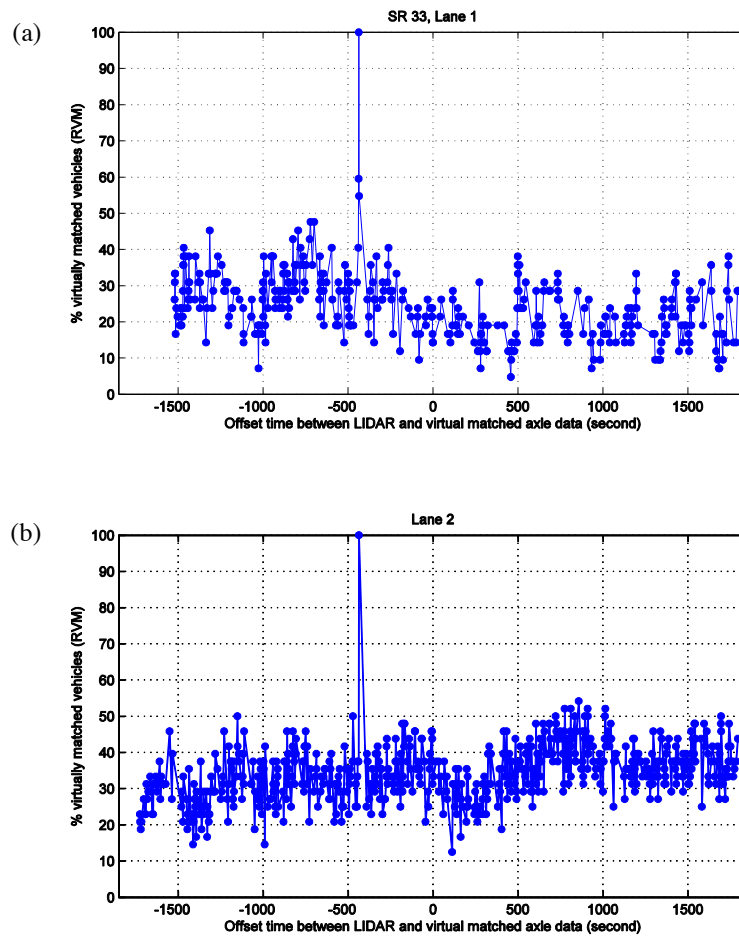 (a)
SR 33, Lane 1
% virtually matched vehicles (RVM)
100
90
80
70
60
50
40
30
20
10
0
-1500 -1000 -500 0 500 1000 1500
Offset time between LIDAR and virtual matched axle data (second)
(b)
Lane 2
% virtually matched vehicles (RVM)
100
90
80
70
60
50
40
30
20
10
0
-1500 -1000 -500 0 500 1000 1500
Offset time between LIDAR and virtual matched axle data (second)